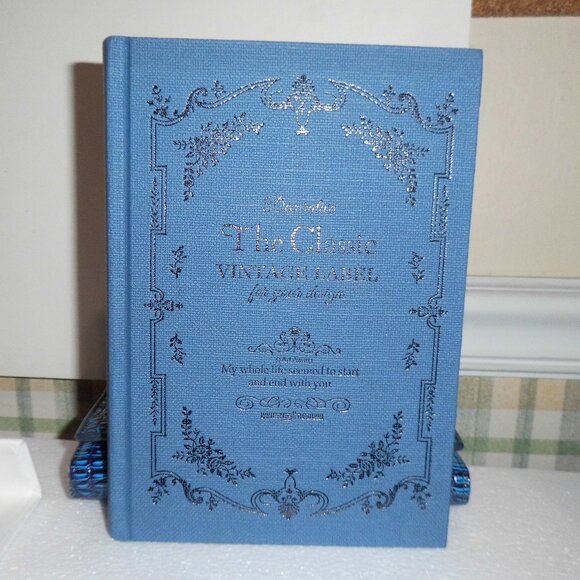 The Classic
VINTAGE LABEL
for your design
My whole life seemed to start
and end with you